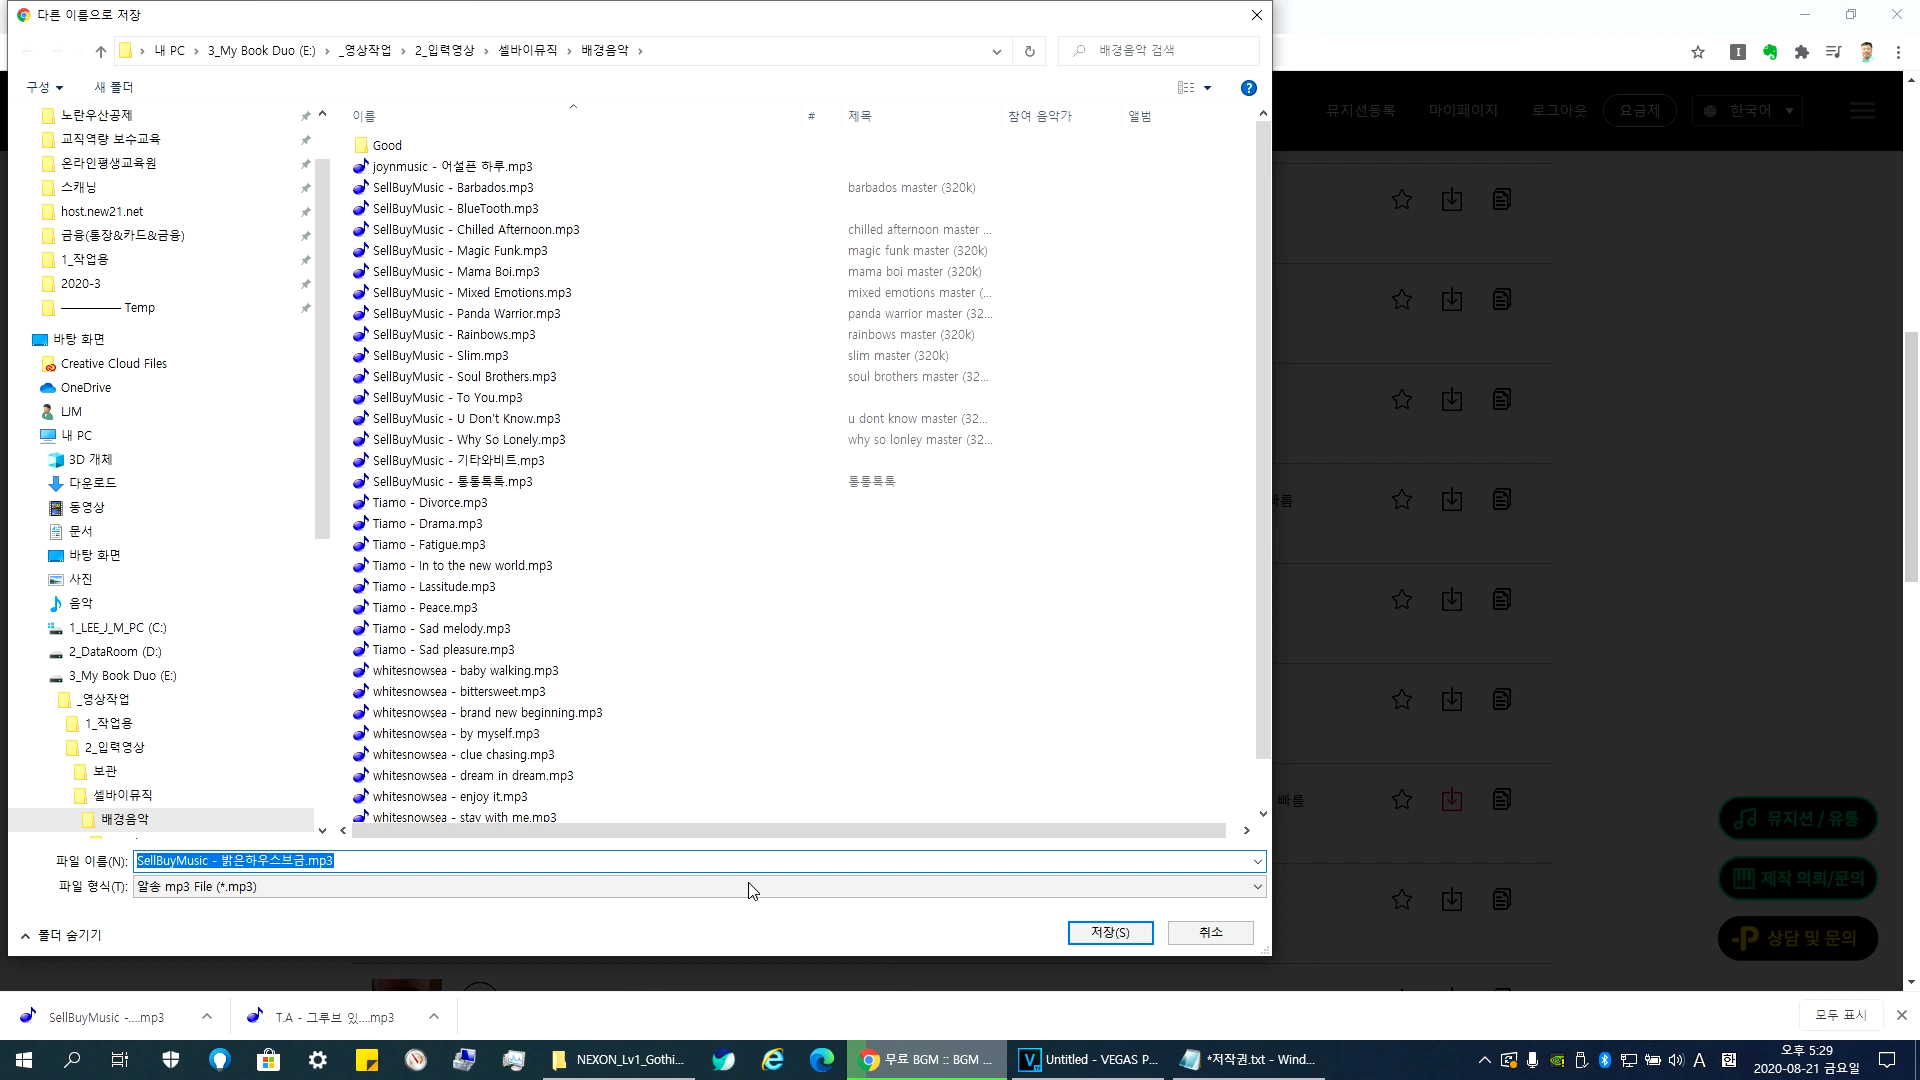 다른 이름으로 저장
내 PC
3_My Book Duo (E:)
_영상작업
2_입력영상
셀바이뮤직
배경음악
배경음악 검색
구성
새 폴더
뮤지션등록
마이페이지
로그아웃
요금제
한국어
노란우산공제
교직역량 보수교육
온라인평생교육원
스캐닝
host.new21.net
금융(통장&카드&금융)
1_작업용
2020-3
Temp
바탕 화면
Creative Cloud Files
OneDrive
LJM
내 PC
3D 개체
다운로드
동영상
문서
바탕 화면
사진
음악
1_LEE_J_M_PC (C:)
2_DataRoom (D:)
3_My Book Duo (E:)
_영상작업
1_작업용
2_입력영상
보관
셀바이뮤직
배경음악
이름 # 제목 참여 음악가 앨범
Good
joynmusic - 어설픈 하루.mp3
SellBuyMusic - Barbados.mp3 barbados master (320k)
SellBuyMusic - BlueTooth.mp3
SellBuyMusic - Chilled Afternoon.mp3 chilled afternoon master ...
SellBuyMusic - Magic Funk.mp3 magic funk master (320k)
SellBuyMusic - Mama Boi.mp3 mama boi master (320k)
SellBuyMusic - Mixed Emotions.mp3 mixed emotions master (...
SellBuyMusic - Panda Warrior.mp3 panda warrior master (32...
SellBuyMusic - Rainbows.mp3 rainbows master (320k)
SellBuyMusic - Slim.mp3 slim master (320k)
SellBuyMusic - Soul Brothers.mp3 soul brothers master (32...
SellBuyMusic - To You.mp3
SellBuyMusic - U Don't Know.mp3 u dont know master (32...
SellBuyMusic - Why So Lonely.mp3 why so lonley master (32...
SellBuyMusic - 기타와비트.mp3
SellBuyMusic - 통통톡톡.mp3 통통톡톡
Tiamo - Divorce.mp3
Tiamo - Drama.mp3
Tiamo - Fatigue.mp3
Tiamo - In to the new world.mp3
Tiamo - Lassitude.mp3
Tiamo - Peace.mp3
Tiamo - Sad melody.mp3
Tiamo - Sad pleasure.mp3
whitesnowsea - baby walking.mp3
whitesnowsea - bittersweet.mp3
whitesnowsea - brand new beginning.mp3
whitesnowsea - by myself.mp3
whitesnowsea - clue chasing.mp3
whitesnowsea - dream in dream.mp3
whitesnowsea - enjoy it.mp3
whitesnowsea - stay with me.mp3
빠름
빠름
뮤지션 / 유통
제작 의뢰/문의
상담 및 문의
파일 이름(N): SellBuyMusic - 밝은하우스브금.mp3
파일 형식(T): 알송 mp3 File (*.mp3)
폴더 숨기기
저장(S)
취소
SellBuyMusic -....mp3
T.A - 그루브 있....mp3
모두 표시
NEXON_Lv1_Gothi...
무료 BGM :: BGM ...
Untitled - VEGAS P...
*저작권.txt - Wind...
A
한
오후 5:29
2020-08-21 금요일